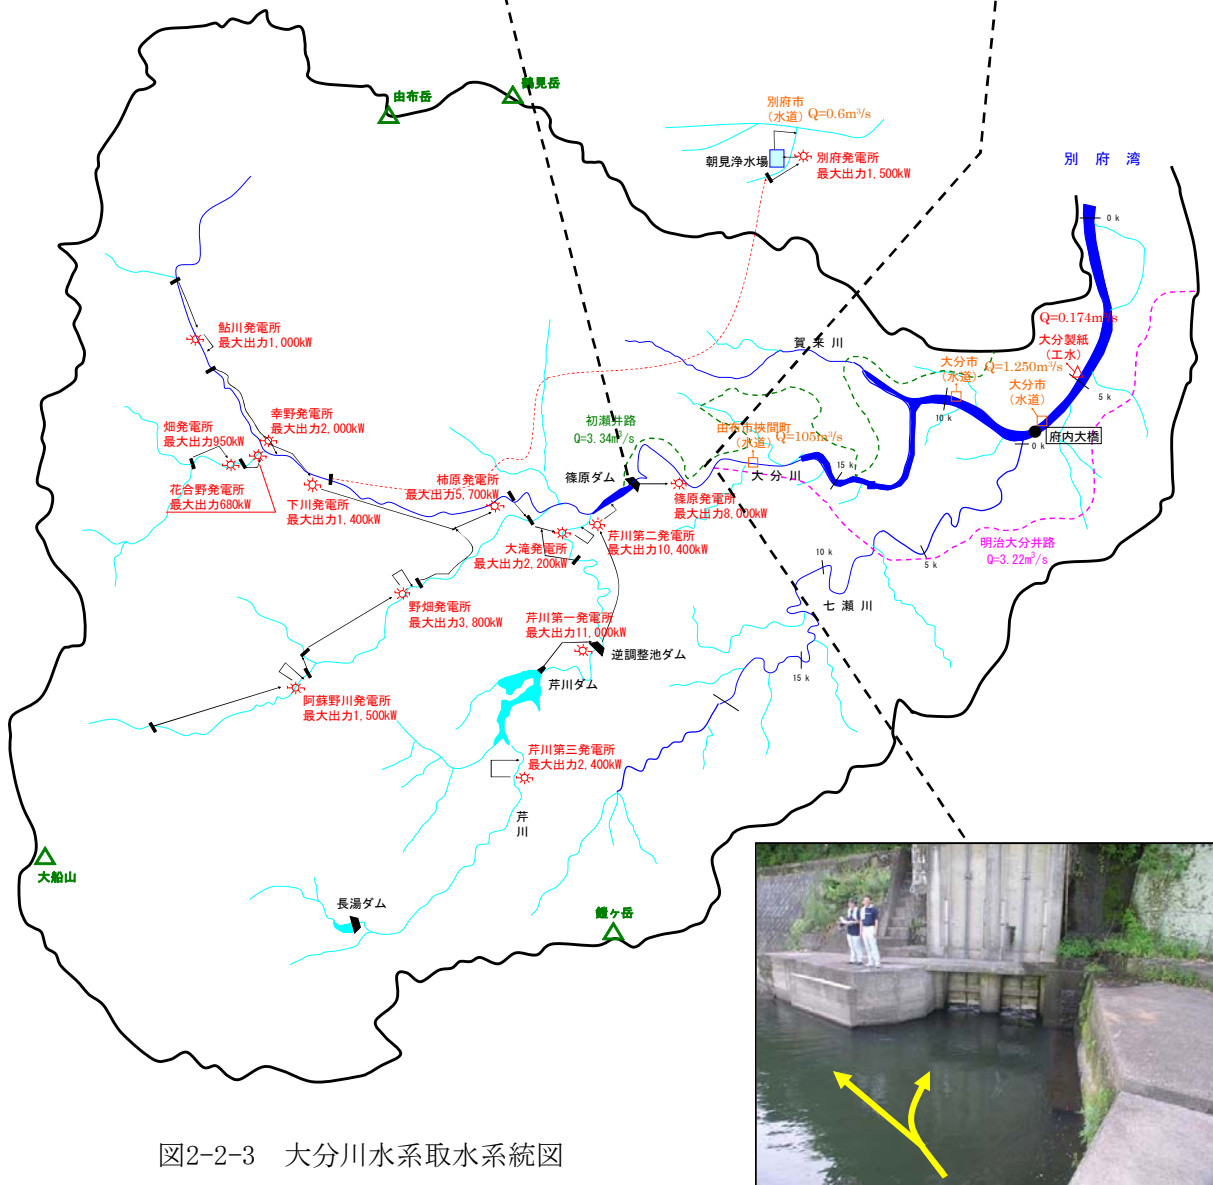 鶴見岳
由布岳
別府市
(水道)
Q=0.6m³/s
朝見浄水場
別府発電所
最大出力1,500kW
別府湾
0k
鮎川発電所
最大出力1,000kW
賀来川
Q=0.174m³/s
大分製紙
(工水)
5k
大分市
(水道)
Q=1.250m³/s
10k
大分市
(水道)
府内大橋
0k
幸野発電所
最大出力2,000kW
畑発電所
最大出力950kW
花合野発電所
最大出力680kW
下川発電所
最大出力1,400kW
初瀬井路
Q=3.34m³/s
由布市挾間町
(水道)
Q=105m³/s
15k
大分川
篠原ダム
篠原発電所
最大出力8,000kW
柿原発電所
最大出力5,700kW
芹川第二発電所
最大出力10,400kW
大滝発電所
最大出力2,200kW
明治大分井路
Q=3.22m³/s
10k
5k
七瀬川
15k
野畑発電所
最大出力3,800kW
芹川第一発電所
最大出力11,000kW
逆調整池ダム
芹川ダム
阿蘇野川発電所
最大出力1,500kW
芹川第三発電所
最大出力2,400kW
芹川
大船山
長湯ダム
鎧ヶ岳
図2-2-3 大分川水系取水系統図